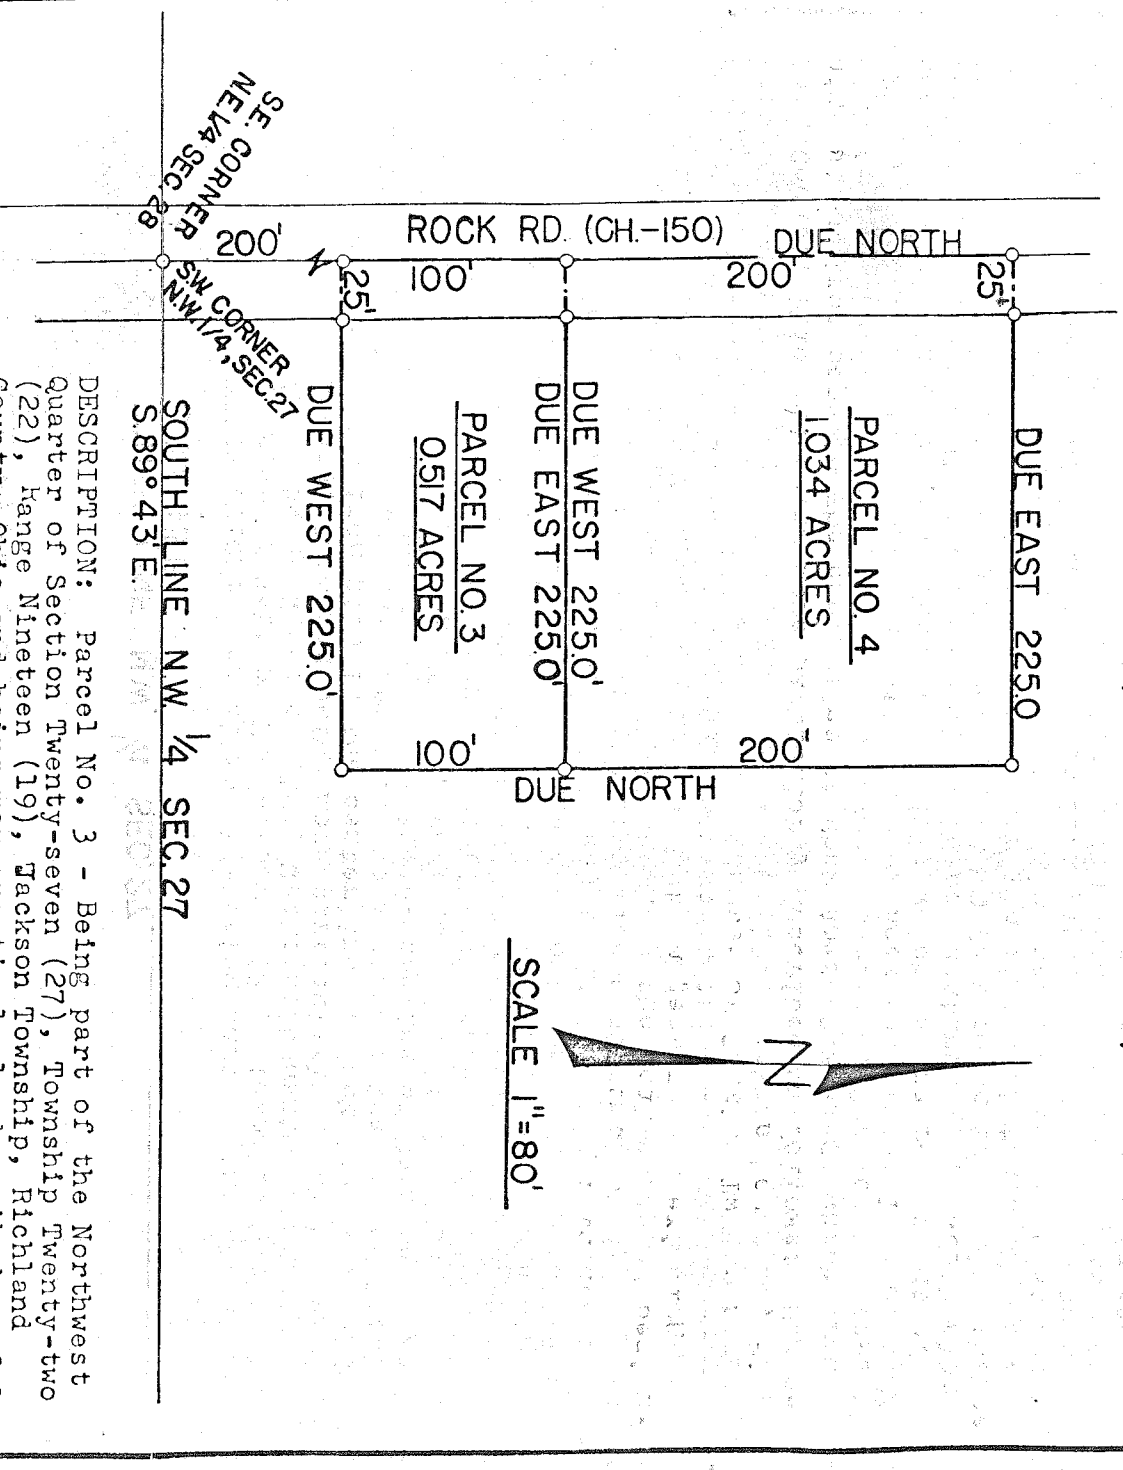 S.E. CORNER
N.E.1/4 SEC. 28
200'
ROCK RD. (CH.-150)
DUE NORTH
100'
200'
25'
25'
S.W. CORNER
N.W.1/4, SEC.27
DUE EAST 225.0
PARCEL NO. 4
1.034 ACRES
DUE WEST 225.0'
DUE EAST 225.0'
PARCEL NO.3
0.517 ACRES
DUE WEST 225.0'
100'
200'
DUE NORTH
SOUTH LINE N.W. 1/4 SEC. 27
S.89° 43' E.
N
SCALE 1"=80'
DESCRIPTION: Parcel No. 3 - Being part of the Northwest
Quarter of Section Twenty-seven (27), Township Twenty-two
(22), Range Nineteen (19), Jackson Township, Richland